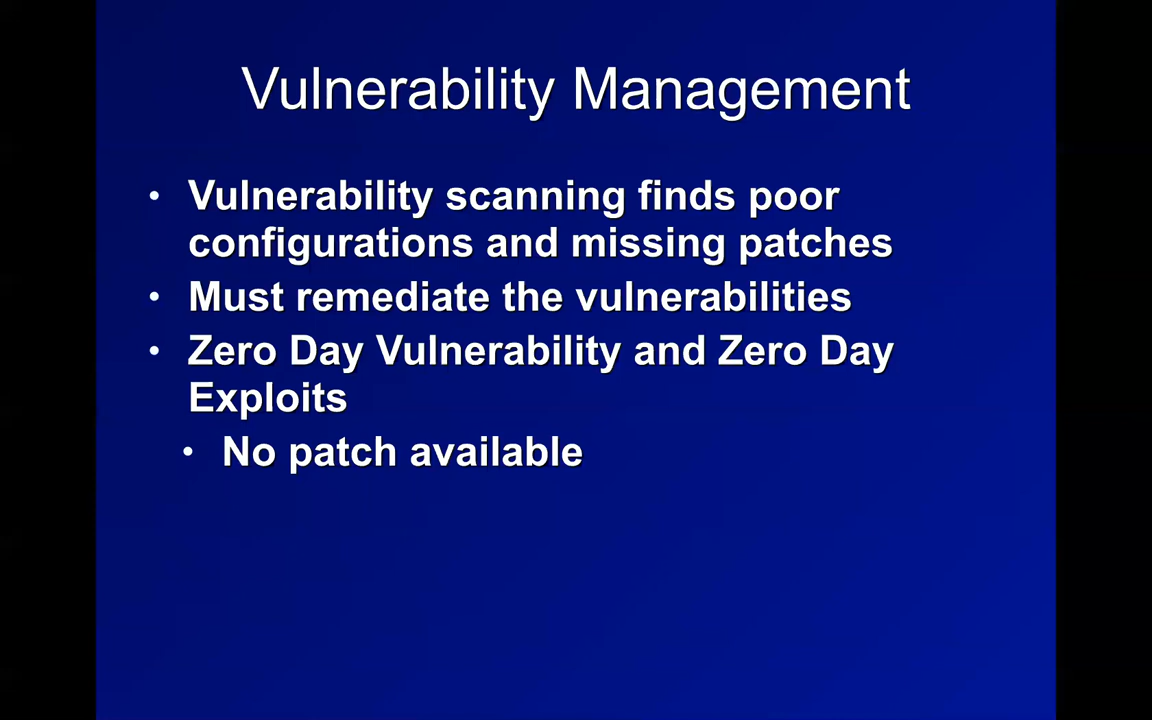 Vulnerability Management
• Vulnerability scanning finds poor
configurations and missing patches
• Must remediate the vulnerabilities
• Zero Day Vulnerability and Zero Day
Exploits
• No patch available